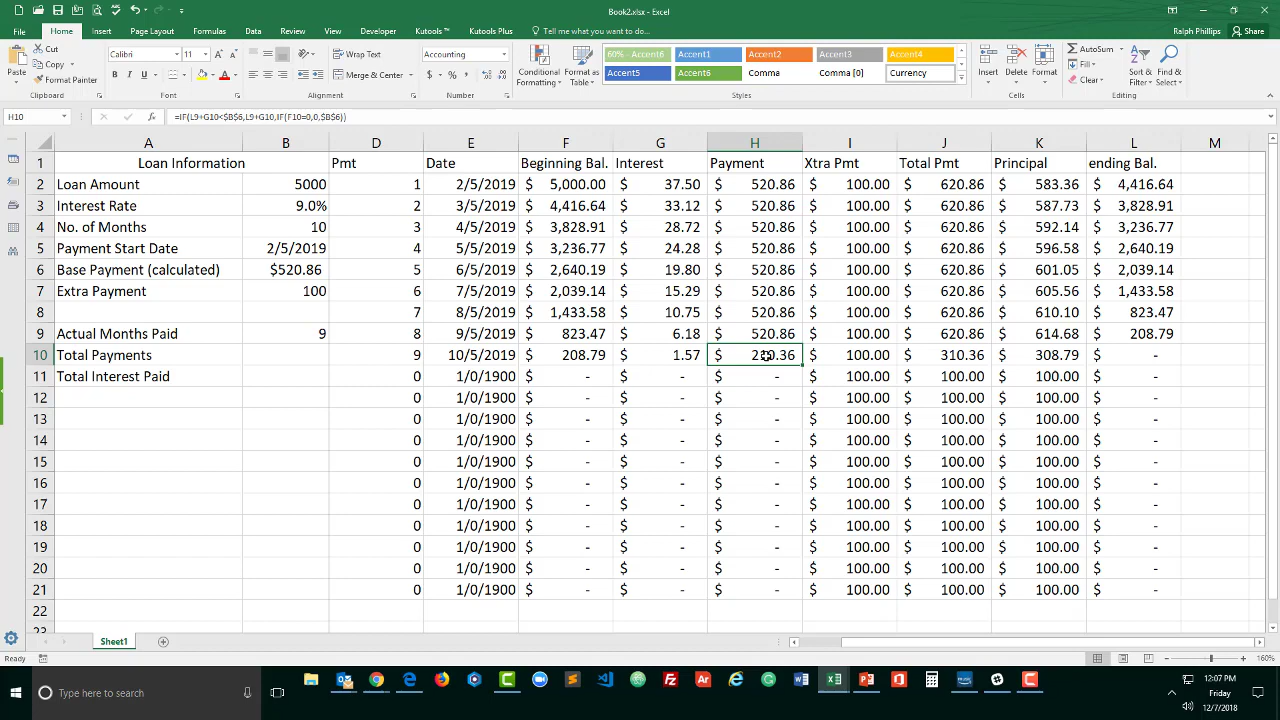 Book2.xlsx - Excel
Ralph Phillips
Share
File Home Insert Page Layout Formulas Data Review View Kutools ™ Kutools Plus Tell me what you want to do...
Paste
Cut
Copy
Format Painter
Clipboard
Calibri 11
B I U
Font
Wrap Text
Merge & Center
Alignment
Accounting
$ % ,
Number
Conditional Formatting
Format as Table
60% - Accent6 Accent1 Accent2 Accent3 Accent4
Accent5 Accent6 Comma Comma [0] Currency
Styles
Insert Delete Format
Cells
AutoSum
Fill
Clear
Sort & Filter
Find & Select
Editing
H10 fx =IF(L9+G10<$B$6,L9+G10,IF(F10=0,0,$B$6))
A B D E F G H I J K L M
1 Loan Information Pmt Date Beginning Bal. Interest Payment Xtra Pmt Total Pmt Principal ending Bal.
2 Loan Amount 5000 1 2/5/2019 $ 5,000.00 $ 37.50 $ 520.86 $ 100.00 $ 620.86 $ 583.36 $ 4,416.64
3 Interest Rate 9.0% 2 3/5/2019 $ 4,416.64 $ 33.12 $ 520.86 $ 100.00 $ 620.86 $ 587.73 $ 3,828.91
4 No. of Months 10 3 4/5/2019 $ 3,828.91 $ 28.72 $ 520.86 $ 100.00 $ 620.86 $ 592.14 $ 3,236.77
5 Payment Start Date 2/5/2019 4 5/5/2019 $ 3,236.77 $ 24.28 $ 520.86 $ 100.00 $ 620.86 $ 596.58 $ 2,640.19
6 Base Payment (calculated) $520.86 5 6/5/2019 $ 2,640.19 $ 19.80 $ 520.86 $ 100.00 $ 620.86 $ 601.05 $ 2,039.14
7 Extra Payment 100 6 7/5/2019 $ 2,039.14 $ 15.29 $ 520.86 $ 100.00 $ 620.86 $ 605.56 $ 1,433.58
8 7 8/5/2019 $ 1,433.58 $ 10.75 $ 520.86 $ 100.00 $ 620.86 $ 610.10 $ 823.47
9 Actual Months Paid 9 8 9/5/2019 $ 823.47 $ 6.18 $ 520.86 $ 100.00 $ 620.86 $ 614.68 $ 208.79
10 Total Payments 9 10/5/2019 $ 208.79 $ 1.57 $ 210.36 $ 100.00 $ 310.36 $ 308.79 $ -
11 Total Interest Paid 0 1/0/1900 $ - $ - $ - $ 100.00 $ 100.00 $ 100.00 $ -
12 0 1/0/1900 $ - $ - $ - $ 100.00 $ 100.00 $ 100.00 $ -
13 0 1/0/1900 $ - $ - $ - $ 100.00 $ 100.00 $ 100.00 $ -
14 0 1/0/1900 $ - $ - $ - $ 100.00 $ 100.00 $ 100.00 $ -
15 0 1/0/1900 $ - $ - $ - $ 100.00 $ 100.00 $ 100.00 $ -
16 0 1/0/1900 $ - $ - $ - $ 100.00 $ 100.00 $ 100.00 $ -
17 0 1/0/1900 $ - $ - $ - $ 100.00 $ 100.00 $ 100.00 $ -
18 0 1/0/1900 $ - $ - $ - $ 100.00 $ 100.00 $ 100.00 $ -
19 0 1/0/1900 $ - $ - $ - $ 100.00 $ 100.00 $ 100.00 $ -
20 0 1/0/1900 $ - $ - $ - $ 100.00 $ 100.00 $ 100.00 $ -
21 0 1/0/1900 $ - $ - $ - $ 100.00 $ 100.00 $ 100.00 $ -
22
23
Sheet1
Ready
160%
Type here to search
12:07 PM
Friday
12/7/2018